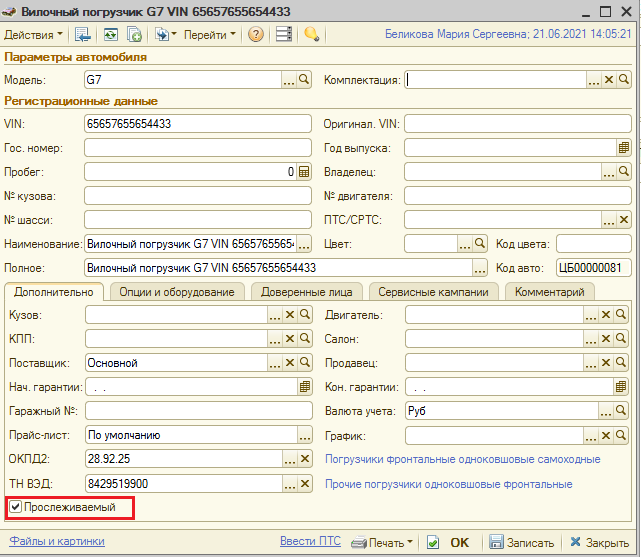 Вилочный погрузчик G7 VIN 65657655654433
Действия Перейти Беликова Мария Сергеевна; 21.06.2021 14:05:21
Параметры автомобиля
Модель: G7 Комплектация:
Регистрационные данные
VIN: 65657655654433 Оригинал. VIN:
Гос. номер: Год выпуска:
Пробег: 0 Владелец:
№ кузова: № двигателя:
№ шасси: ПТС/СРТС:
Наименование: Вилочный погрузчик G7 VIN 6565765565 Цвет: Код цвета:
Полное: Вилочный погрузчик G7 VIN 65657655654433 Код авто: ЦБ00000081
Дополнительно Опции и оборудование Доверенные лица Сервисные кампании Комментарий
Кузов: Двигатель:
КПП: Салон:
Поставщик: Основной Продавец:
Нач. гарантии: . . Кон. гарантии: . .
Гаражный №: Валюта учета: Руб
Прайс-лист: По умолчанию График:
ОКПД2: 28.92.25 Погрузчики фронтальные одноковшовые самоходные
ТН ВЭД: 8429519900 Прочие погрузчики одноковшовые фронтальные
Прослеживаемый
Файлы и картинки Ввести ПТС Печать ОК Записать Закрыть